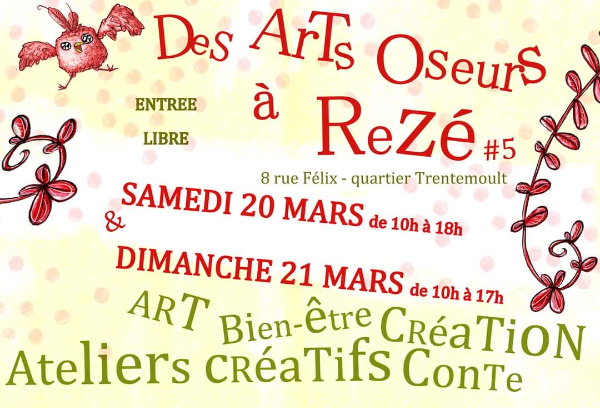 Des ArTs Oseurs
à ReZé #5
ENTREE
LIBRE
8 rue Félix - quartier Trentemoult
SAMEDI 20 MARS de 10h à 18h
&
DIMANCHE 21 MARS de 10h à 17h
ART Bien-être CRéaTioN
Ateliers cRéaTifs ConTe